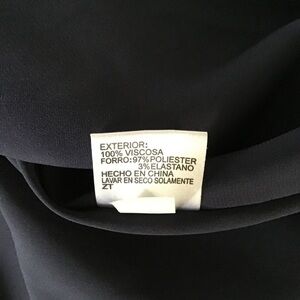 EXTERIOR:
100% VISCOSA
FORRO:97%POLIESTER
3%ELASTANO
HECHO EN CHINA
LAVAR EN SECO SOLAMENTE
ZT